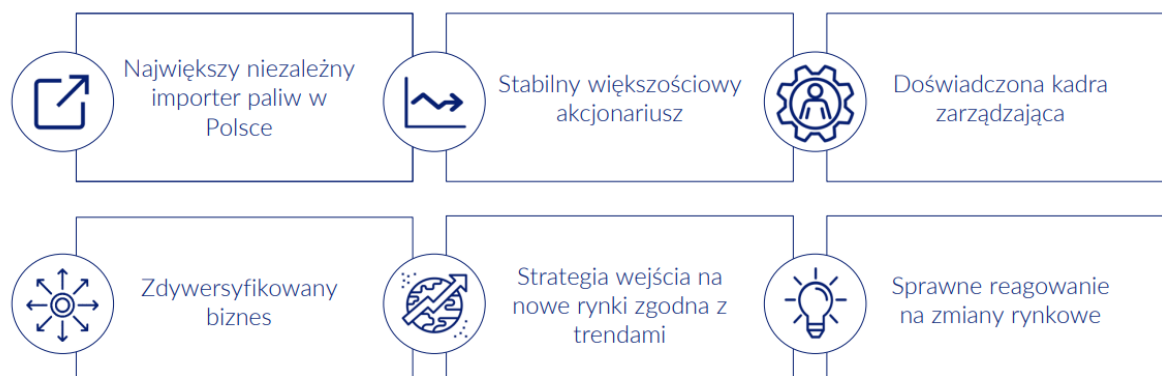 Największy niezależny
importer paliw w
Polsce
Stabilny większościowy
akcjonariusz
Doświadczona kadra
zarządzająca
Zdywersyfikowany
biznes
Strategia wejścia na
nowe rynki zgodna z
trendami
Sprawne reagowanie
na zmiany rynkowe